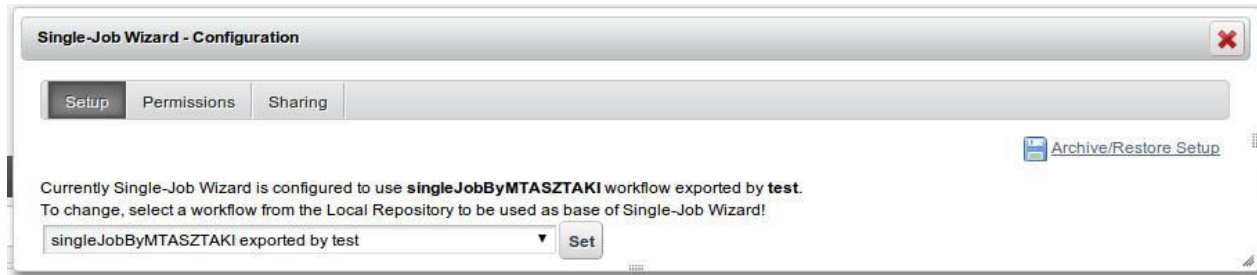 Single-Job Wizard - Configuration
Setup Permissions Sharing
Archive/Restore Setup
Currently Single-Job Wizard is configured to use singleJobByMTASZTAKI workflow exported by test.
To change, select a workflow from the Local Repository to be used as base of Single-Job Wizard!
singleJobByMTASZTAKI exported by test Set